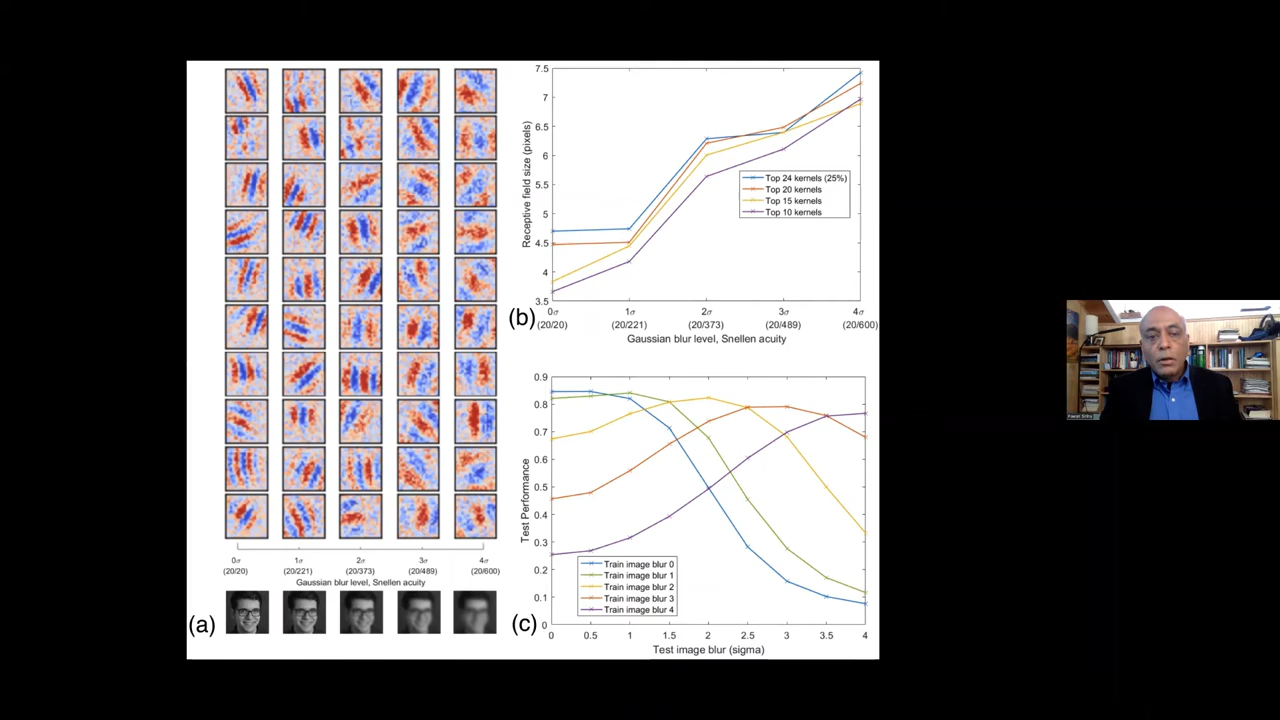 0σ 1σ 2σ 3σ 4σ
(20/20) (20/221) (20/373) (20/489) (20/600)
Gaussian blur level, Snellen acuity
(a)
7.5
7
6.5
6
5.5
5
4.5
4
3.5
Receptive field size (pixels)
Top 24 kernels (25%)
Top 20 kernels
Top 15 kernels
Top 10 kernels
0σ 1σ 2σ 3σ 4σ
(20/20) (20/221) (20/373) (20/489) (20/600)
Gaussian blur level, Snellen acuity
(b)
0.9
0.8
0.7
0.6
0.5
0.4
0.3
0.2
0.1
0
Test Performance
Train image blur 0
Train image blur 1
Train image blur 2
Train image blur 3
Train image blur 4
0 0.5 1 1.5 2 2.5 3 3.5 4
Test image blur (sigma)
(c)
Pawan Sinha